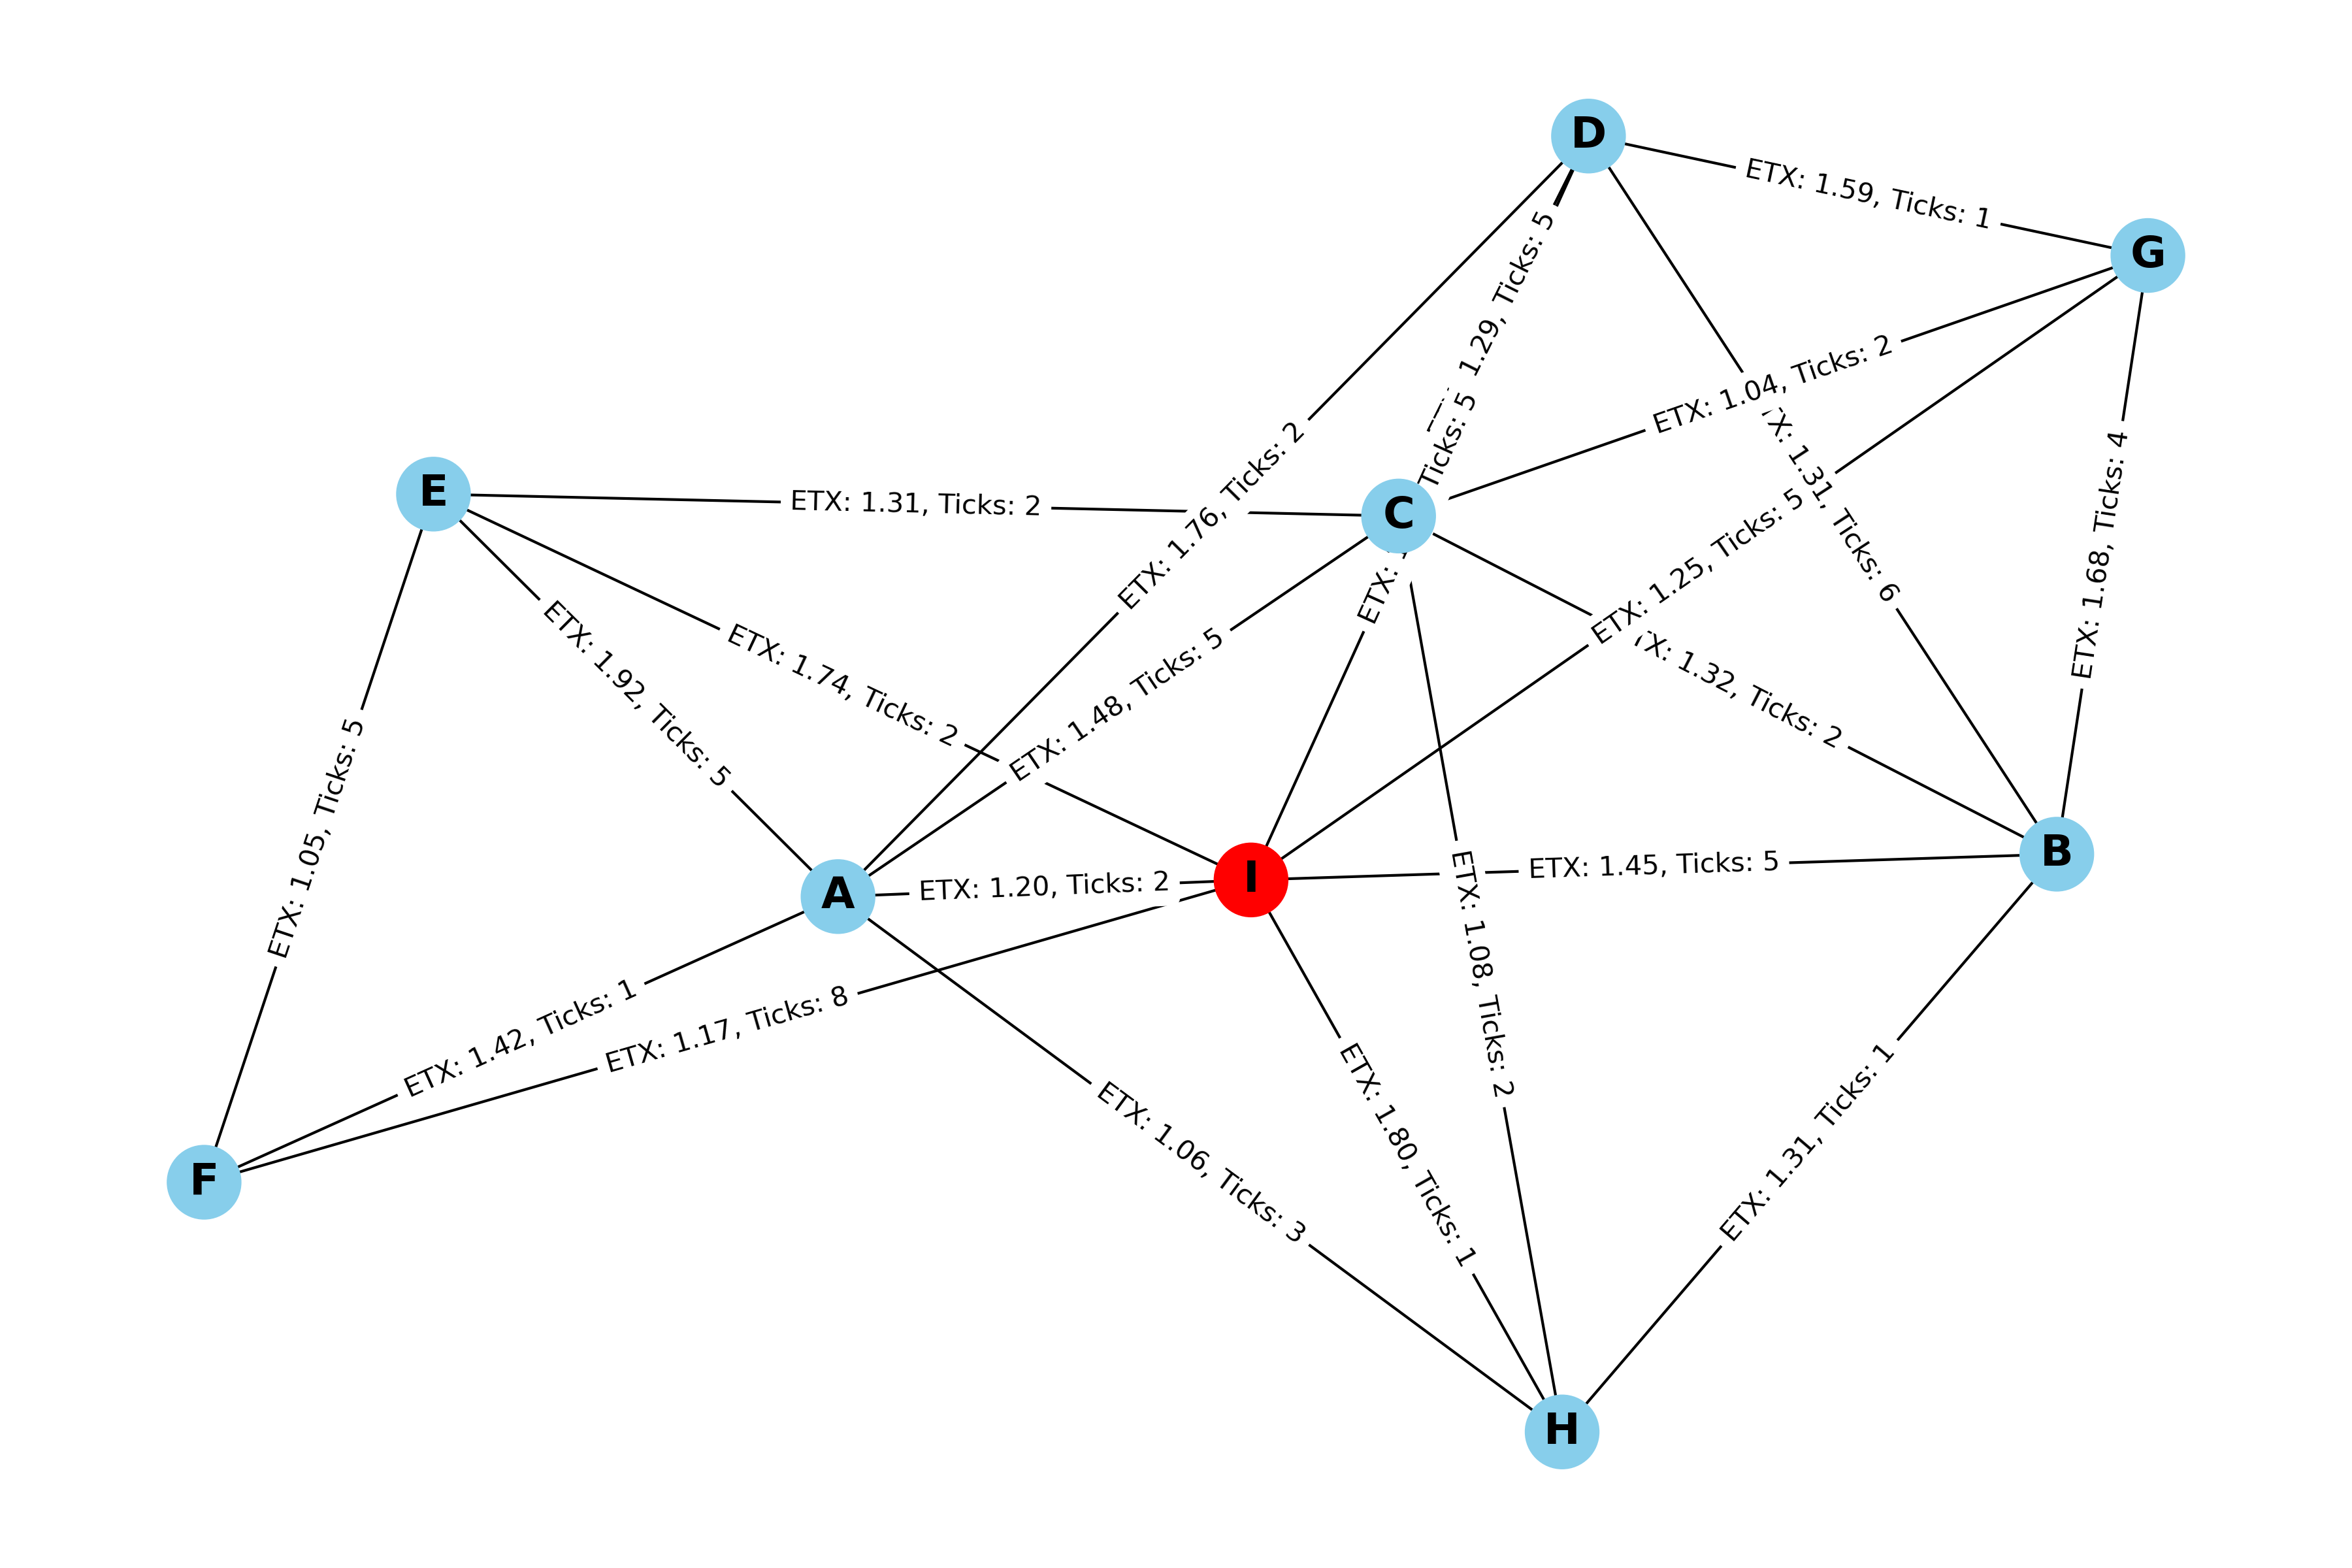 D
ETX: 1.59, Ticks: 1
G
1.29, Ticks: 5
ETX: 1.04, Ticks: 2
Ticks: 5
ETX: 1.76, Ticks: 2
1.31, Ticks: 6
ETX: 1.68, Ticks: 4
E
ETX: 1.31, Ticks: 2
C
ETX: 1.25, Ticks: 5
ETX:
ETX: 1.92, Ticks: 5
ETX: 1.74, Ticks: 2
ETX: 1.48, Ticks: 5
1.32, Ticks: 2
ETX: 1.05, Ticks: 5
A
ETX: 1.20, Ticks: 2
I
ETX: 1.45, Ticks: 5
B
ETX: 1.08, Ticks: 2
ETX: 1.42, Ticks: 1
ETX: 1.17, Ticks: 8
ETX: 1.06, Ticks: 3
ETX: 1.80, Ticks: 1
ETX: 1.31, Ticks: 1
F
H